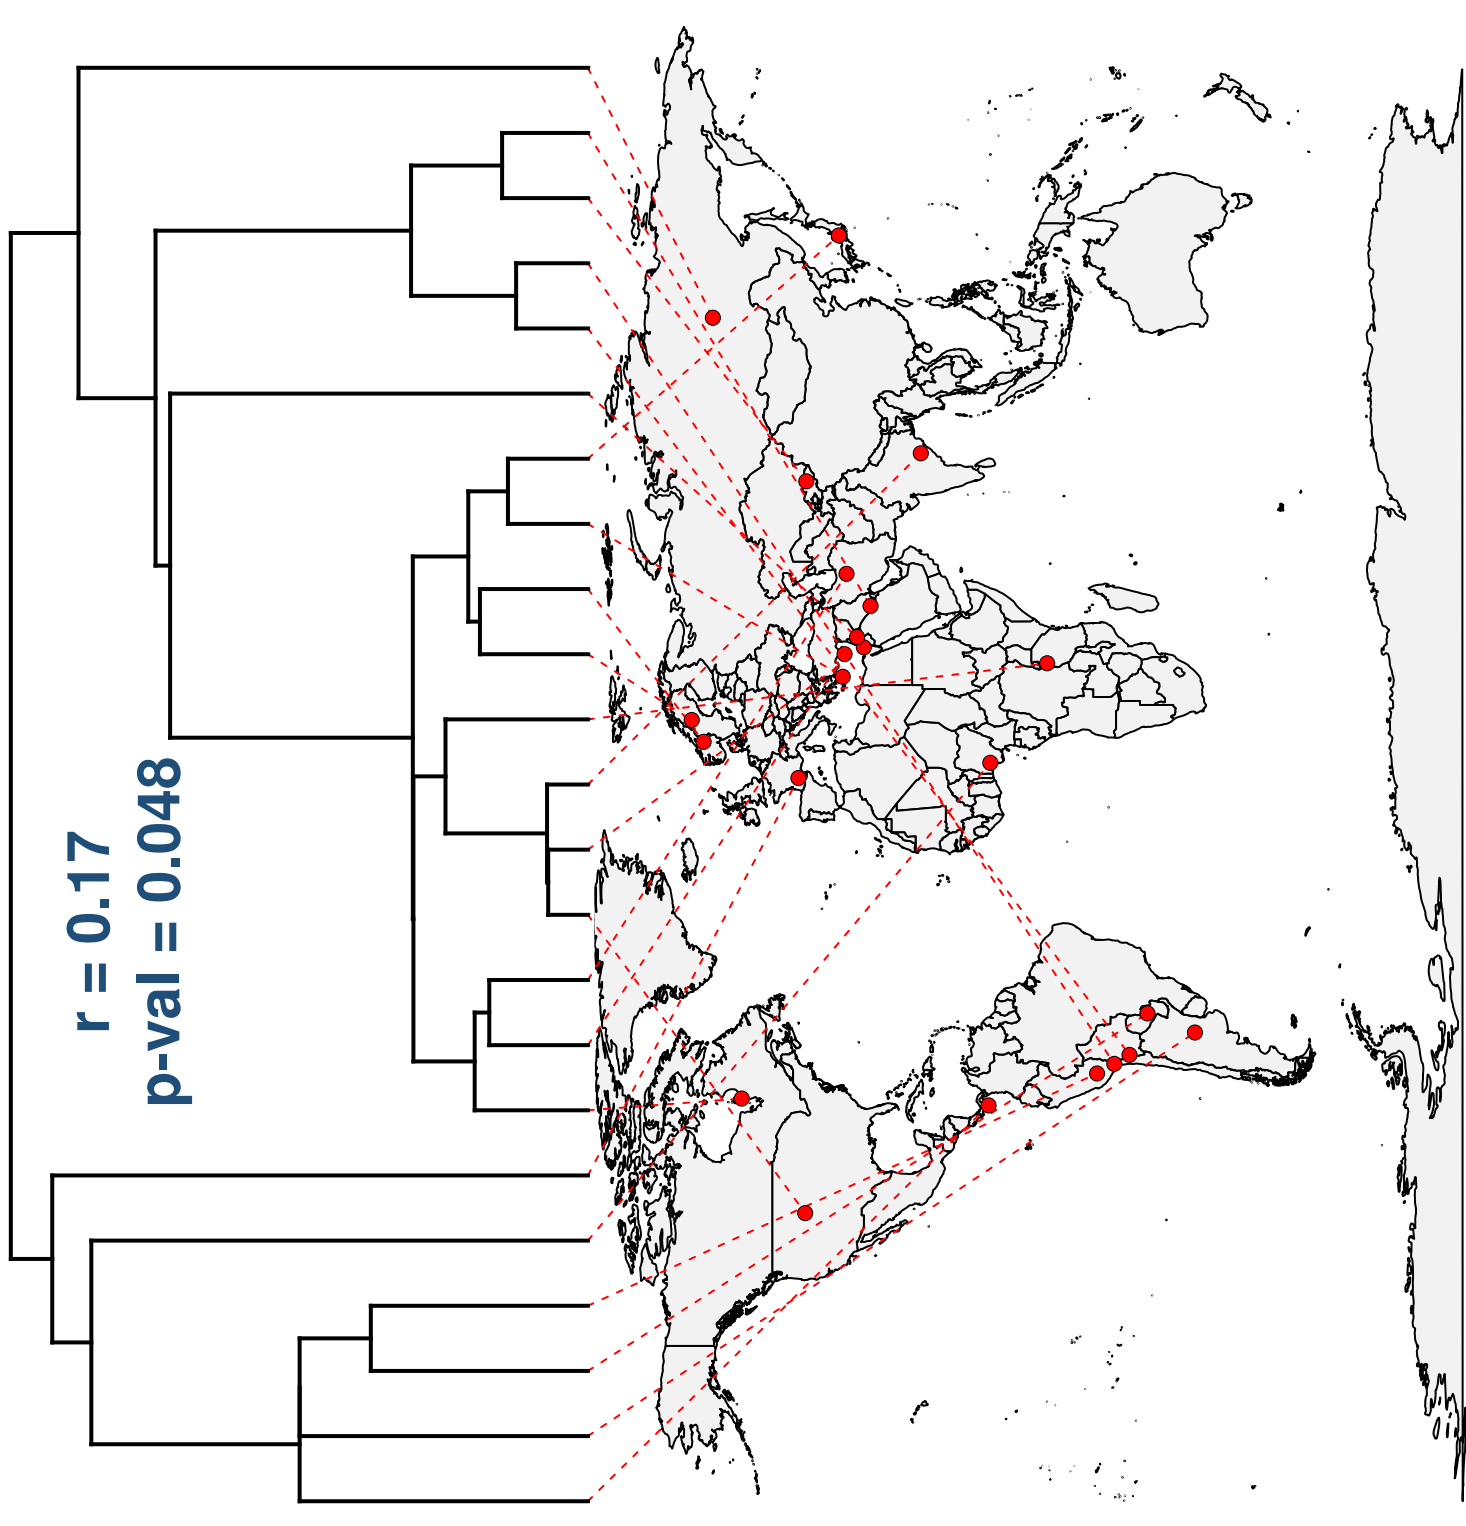 r = 0.17
p-val = 0.048